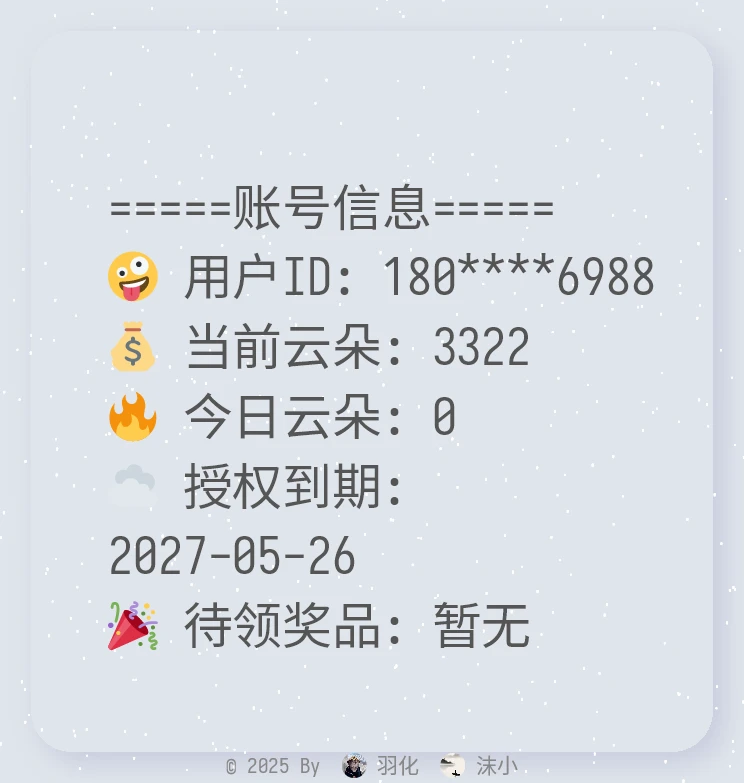 =====账号信息=====
🤪 用户ID: 180****6988
💰 当前云朵: 3322
🔥 今日云朵: 0
☁️ 授权到期:
2027-05-26
🎉 待领奖品: 暂无
© 2025 By 羽化 沫小